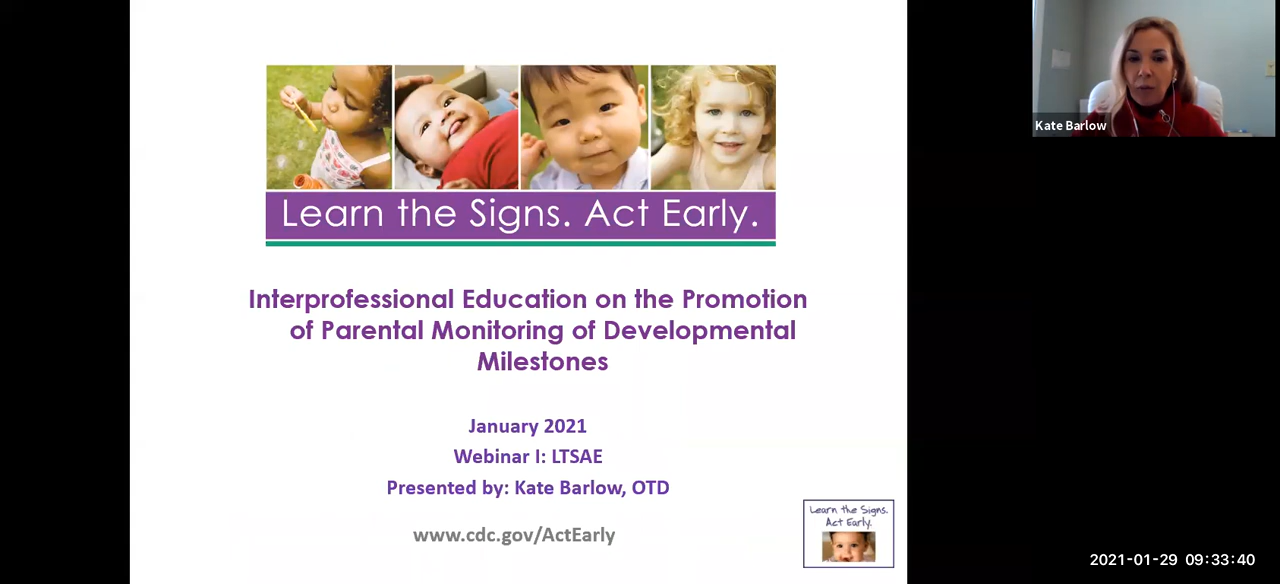 Learn the Signs. Act Early.
Interprofessional Education on the Promotion
of Parental Monitoring of Developmental
Milestones
January 2021
Webinar I: LTSAE
Presented by: Kate Barlow, OTD
www.cdc.gov/ActEarly
Learn the Signs.
Act Early.
Kate Barlow
2021-01-29 09:33:40